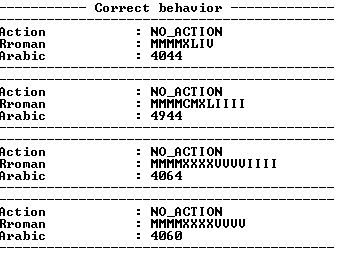 ---------- Correct behavior ------------
Action : NO_ACTION
Rroman : MMMMXLIV
Arabic : 4044
Action : NO_ACTION
Rroman : MMMMCMXLIIII
Arabic : 4944
Action : NO_ACTION
Rroman : MMMMXXXXVVVVIIII
Arabic : 4064
Action : NO_ACTION
Rroman : MMMMXXXXVVVV
Arabic : 4060